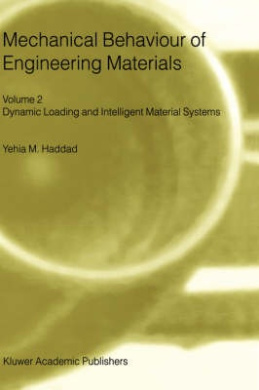 Mechanical Behaviour of
Engineering Materials
Volume 2
Dynamic Loading and Intelligent Material Systems
Yehia M. Haddad
Kluwer Academic Publishers